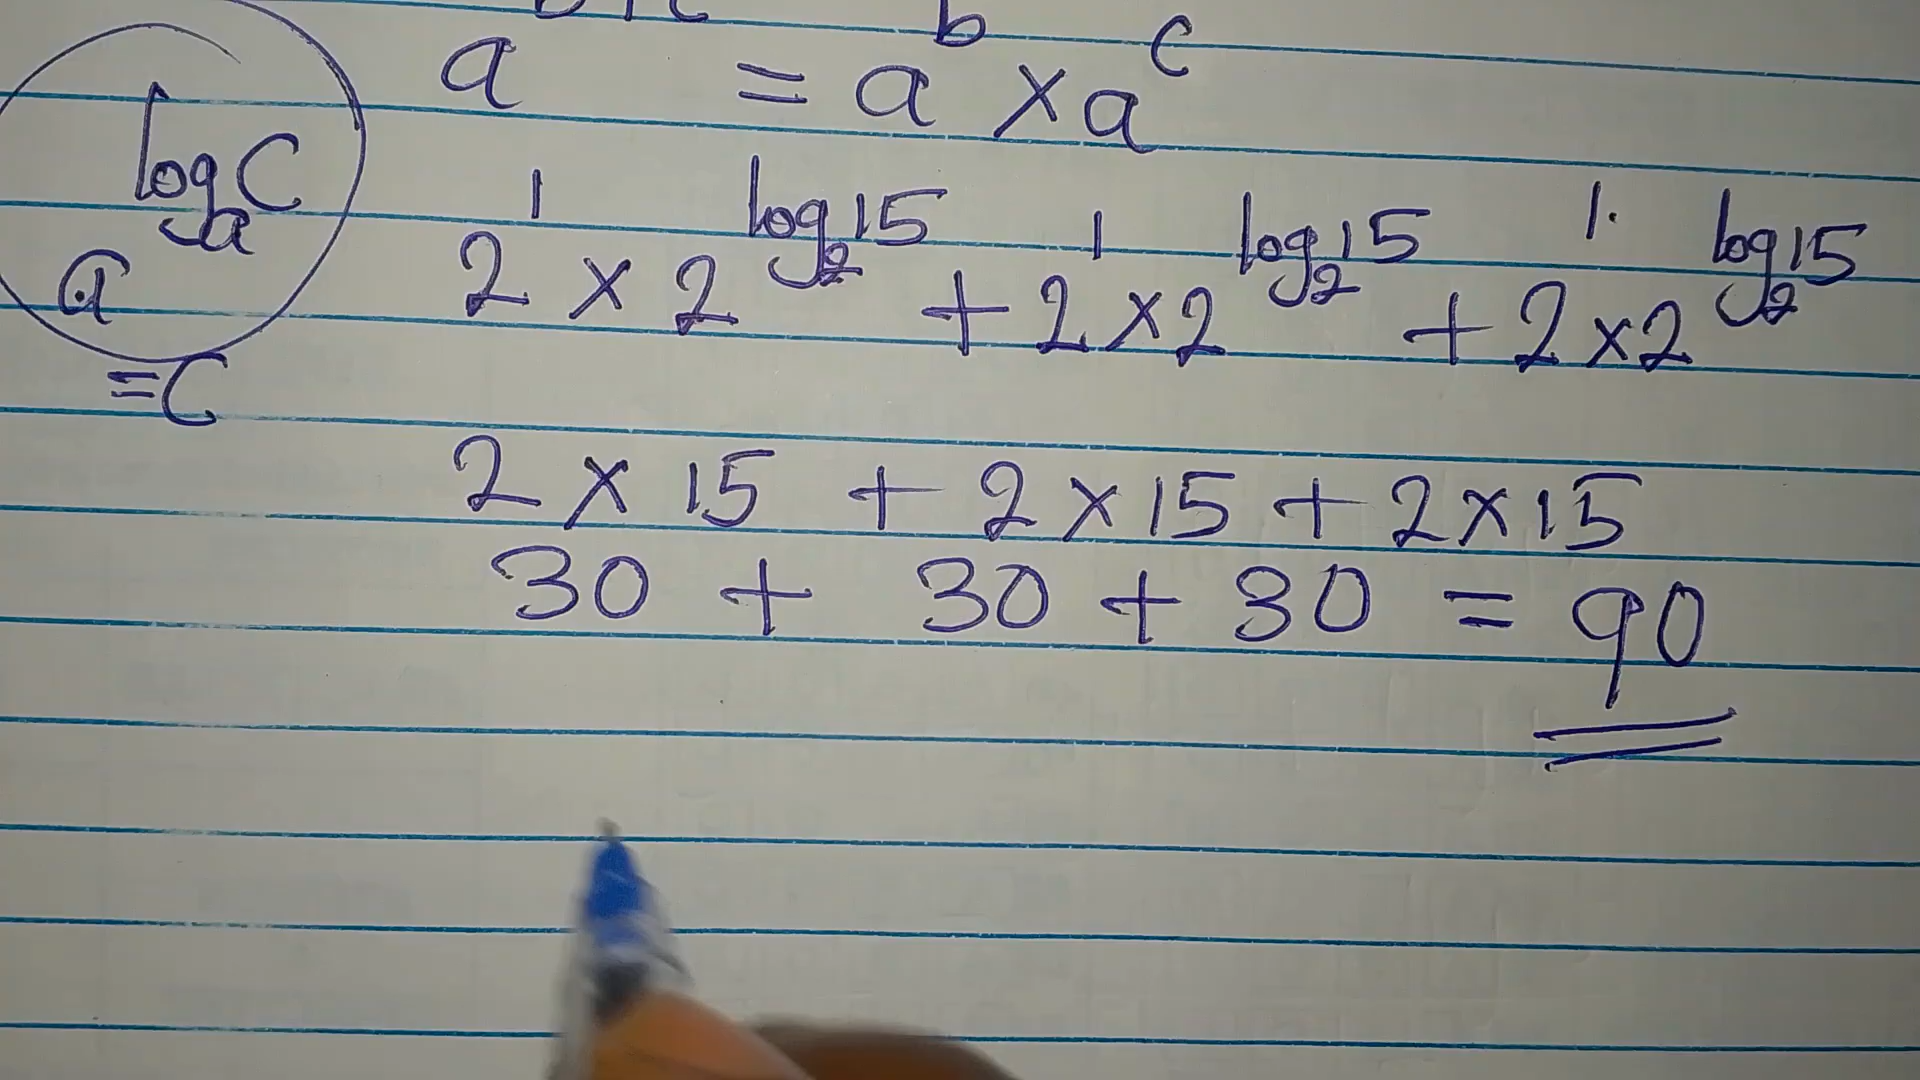 a^(b+c) = a^b × a^c
a^(log_a C)
= C
2^1 × 2^(log_2 15) + 2^1 × 2^(log_2 15) + 2^1· × 2^(log_2 15)
2 × 15 + 2 × 15 + 2 × 15
30 + 30 + 30 = 90